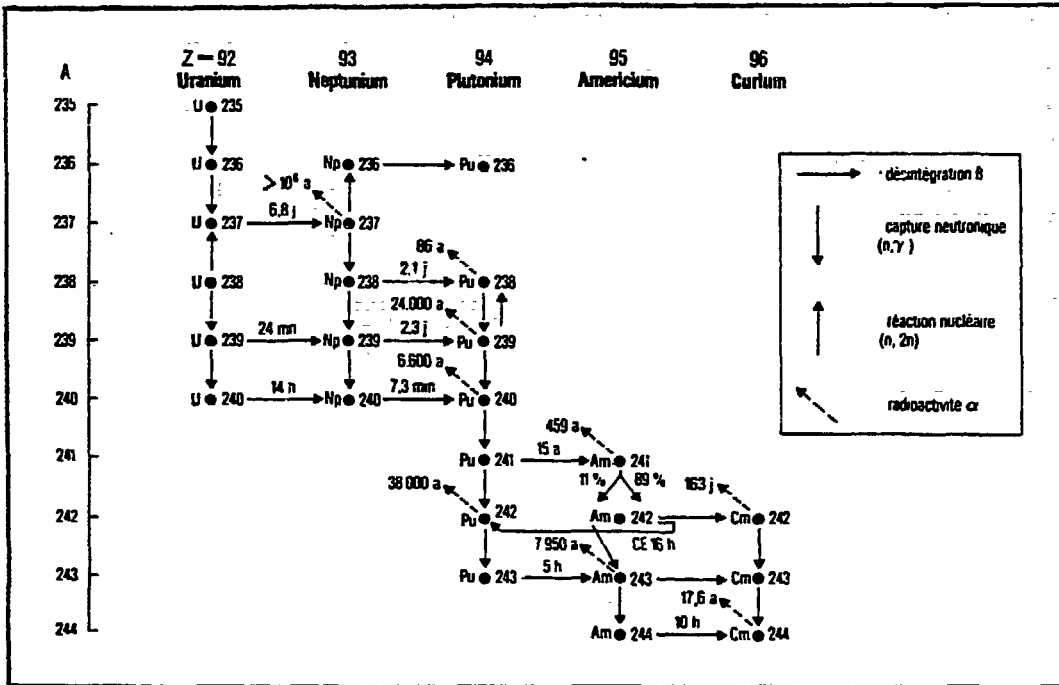 Z = 92 93 94 95 96
A Uranium Neptunium Plutonium Americium Curium
235 U 235
236 U 236 Np 236 Pu 236
> 10⁶ a
237 U 237 6,8 j Np 237
86 a
238 U 238 Np 238 2,1 j Pu 238
24.000 a
239 U 239 24 mn Np 239 2,3 j Pu 239
6.600 a
240 U 240 14 h Np 240 7,3 mn Pu 240
459 a
241 Pu 241 15 a Am 241
38 000 a 11 % 89 % 163 j
242 Pu 242 Am 242 Cm 242
7 950 a CE 16 h
243 Pu 243 5 h Am 243 Cm 243
17,6 a
244 Am 244 10 h Cm 244
désintégration β
capture neutronique
(n,γ)
réaction nucléaire
(n, 2n)
radioactivité α